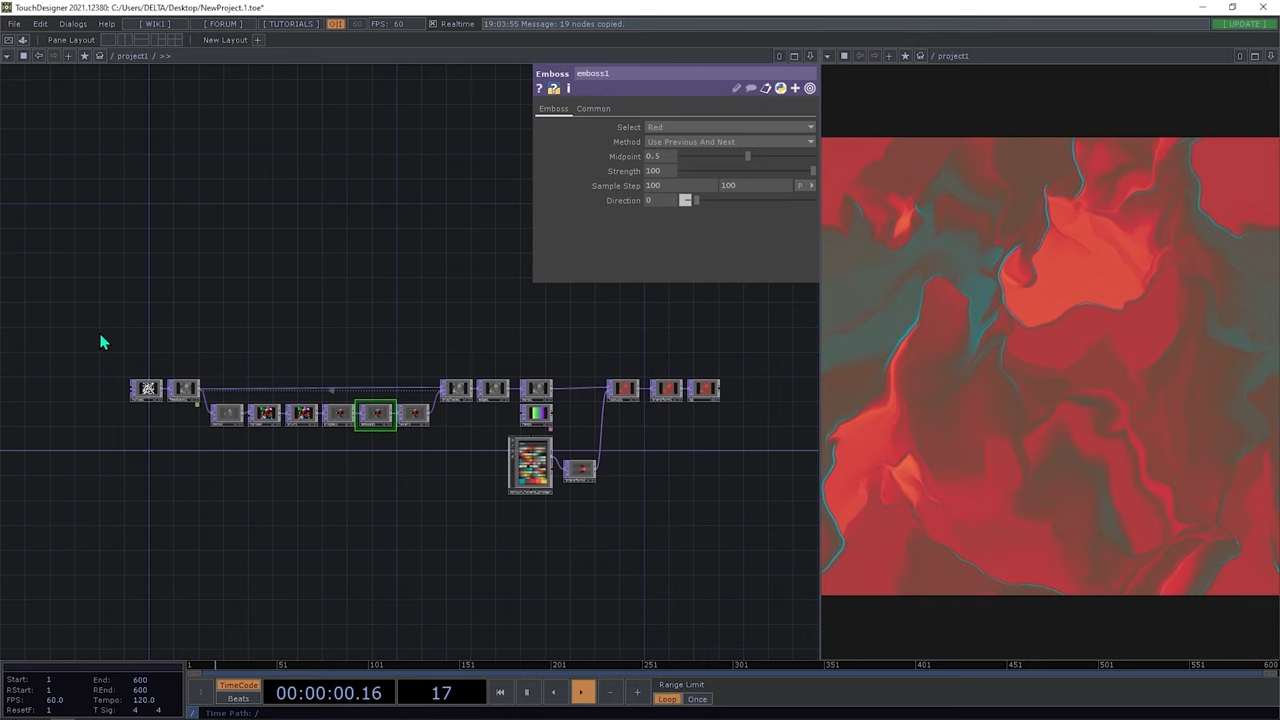 TouchDesigner 2021.12380: C:/Users/DELTA/Desktop/NewProject.1.toe*
File Edit Dialogs Help [ WIKI ] [ FORUM ] [ TUTORIALS ] O|I 60 FPS: 60 Realtime 19:03:55 Message: 19 nodes copied. [ UPDATE ]
Pane Layout New Layout +
/ project1 / >> 0
/ project1 0
Emboss emboss1
? ? i
Emboss Common
Select Red
Method Use Previous And Next
Midpoint 0.5
Strength 100
Sample Step 100 100 P
Direction 0
1 51 101 151 201 251 301 351 401 451 501 551 600
Start: 1 End: 600
RStart: 1 REnd: 600
FPS: 60.0 Tempo: 120.0
ResetF: 1 T Sig: 4 4
TimeCode
Beats
00:00:00.16
17
Range Limit
Loop Once
/ Time Path: /